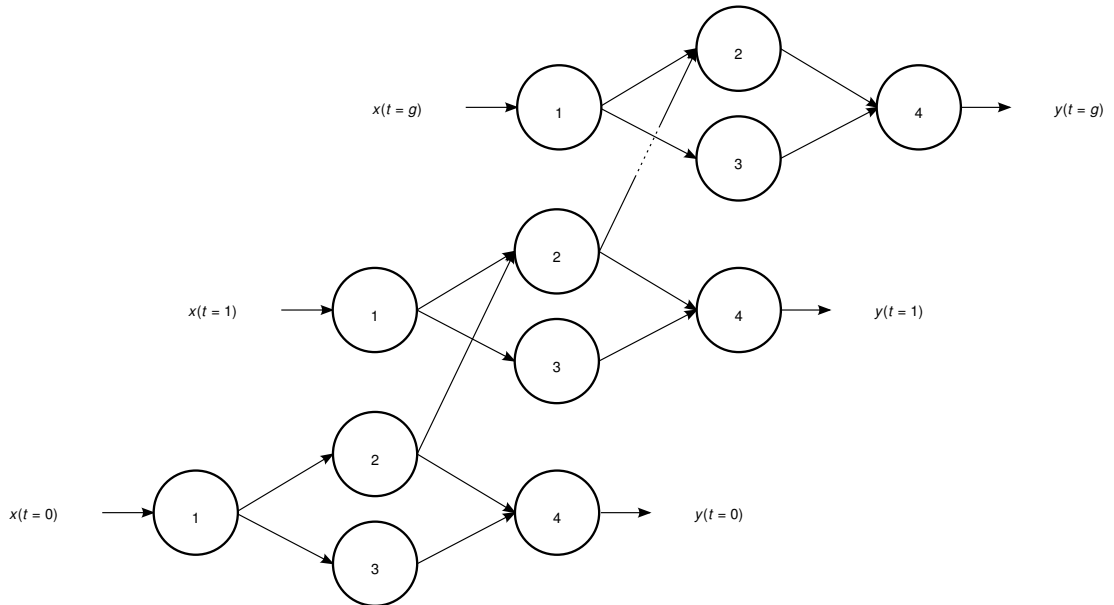 2
x(t = g)
1
4
y(t = g)
3
2
x(t = 1)
1
4
y(t = 1)
3
2
x(t = 0)
1
4
y(t = 0)
3